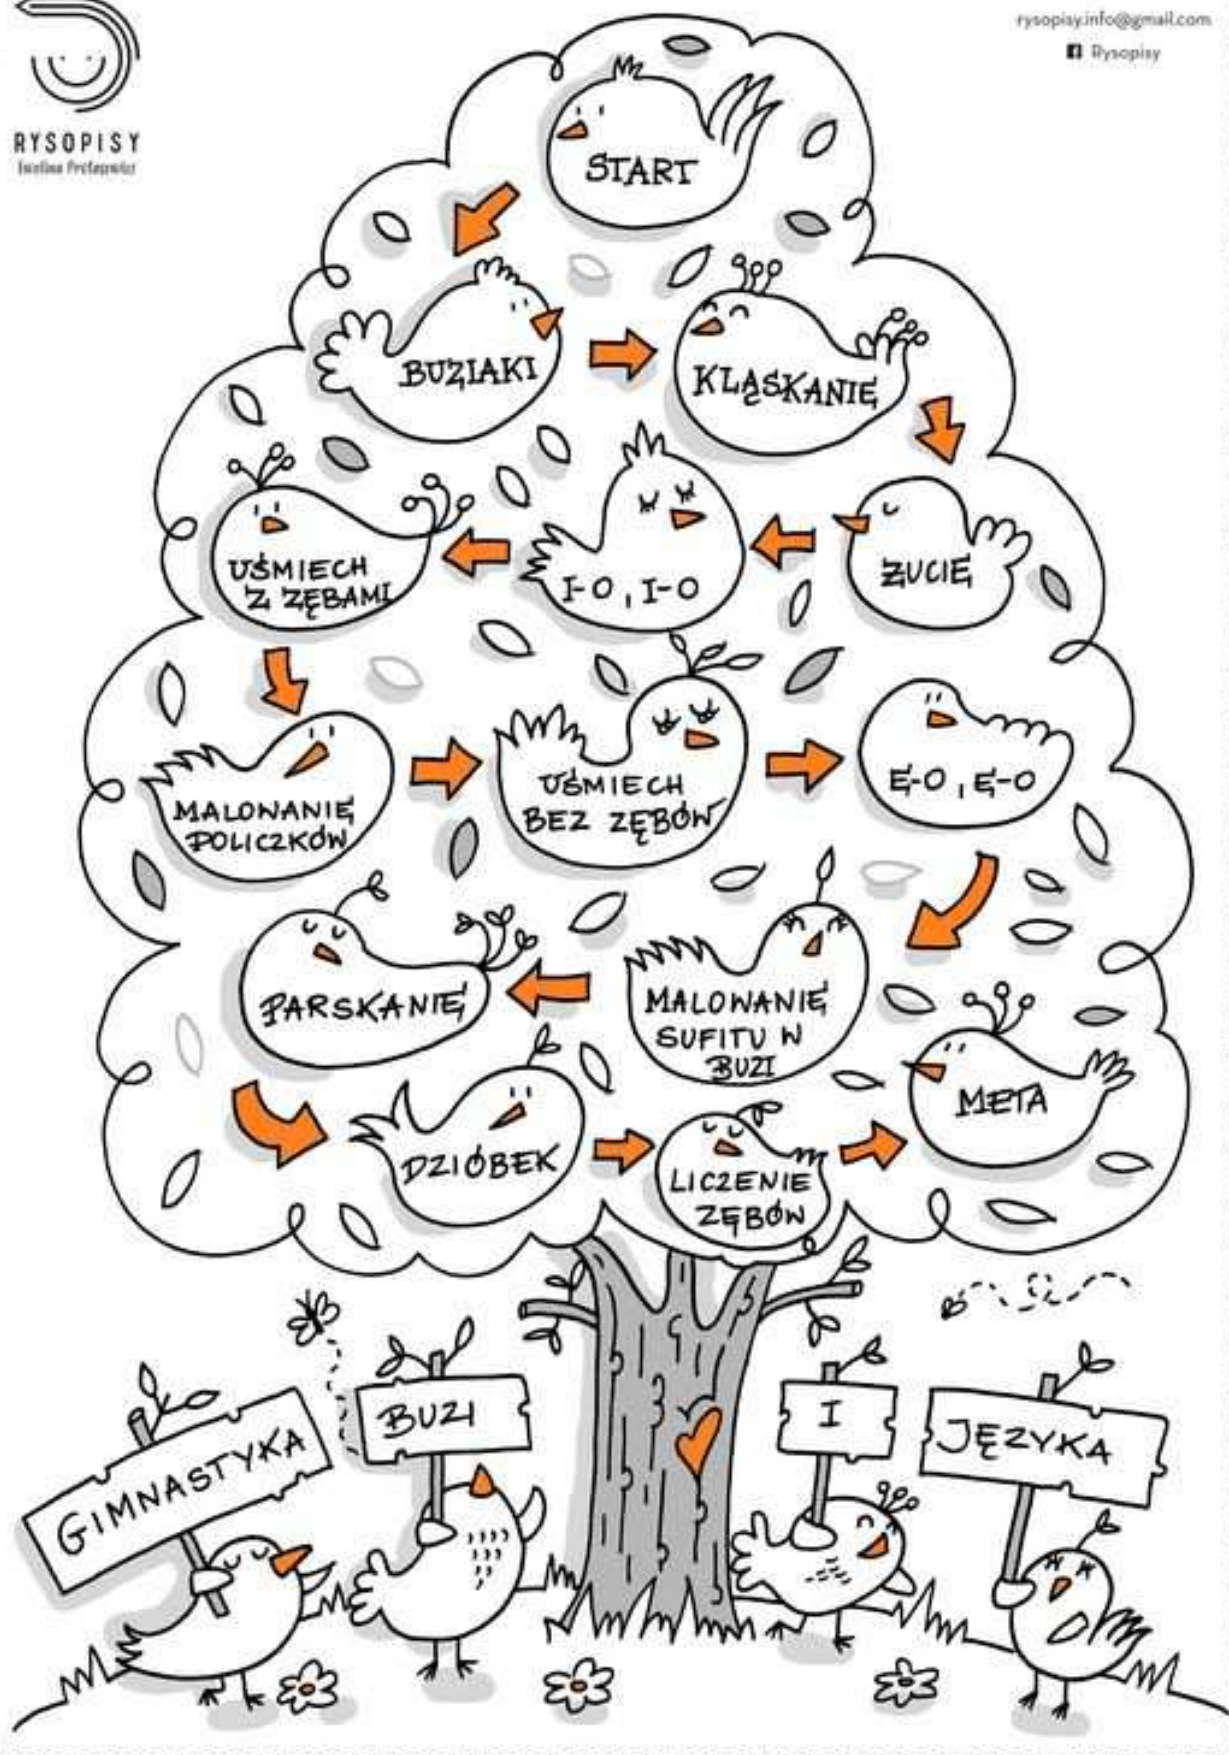 RYSOPISY
rysopisy.info@gmail.com
Rysopisy
START
BUZIAKI
KLĄSKANIE
ŻUCIE
I-O, I-O
UŚMIECH
Z ZĘBAMI
MALOWANIE
POLICZKÓW
UŚMIECH
BEZ ZĘBÓW
E-O, E-O
MALOWANIE
SUFITU W
BUZI
PARSKANIE
DZIÓBEK
LICZENIE
ZĘBÓW
META
GIMNASTYKA
BUZI
I
JĘZYKA